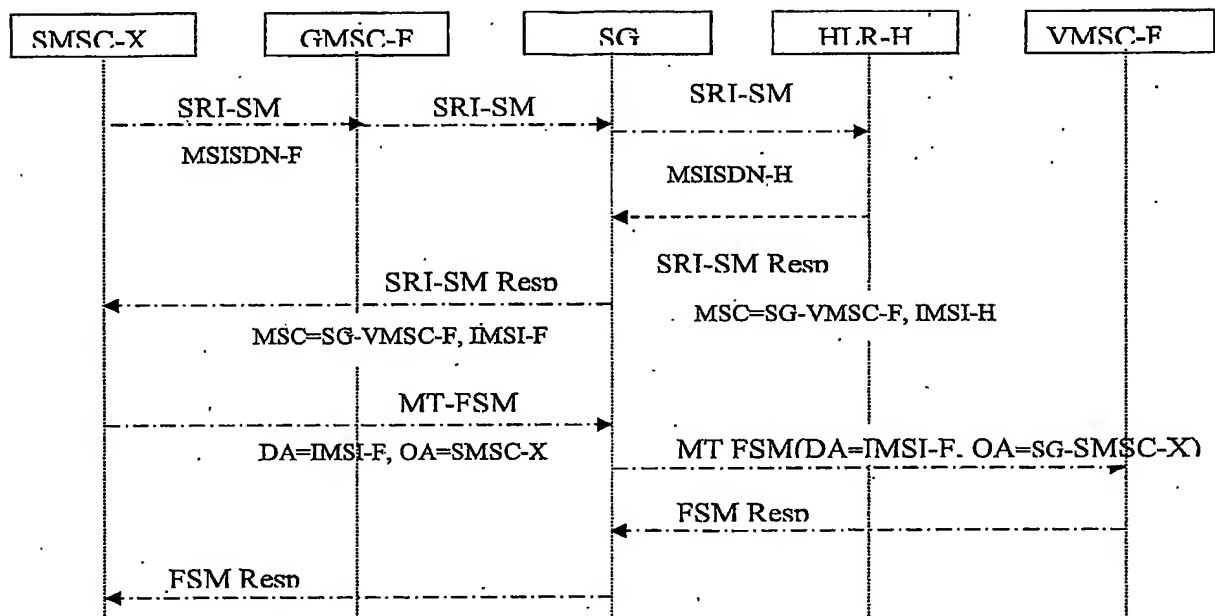 SMSC-X GMSC-F SG HLR-H VMSC-F
SRI-SM SRI-SM SRI-SM
MSISDN-F
MSISDN-H
SRI-SM Resp
SRI-SM Resp
MSC=SG-VMSC-F, IMSI-H
MSC=SG-VMSC-F, IMSI-F
MT-FSM
DA=IMSI-F, OA=SMSC-X
MT FSM(DA=IMSI-F, OA=SG-SMSC-X)
FSM Resp
FSM Resp